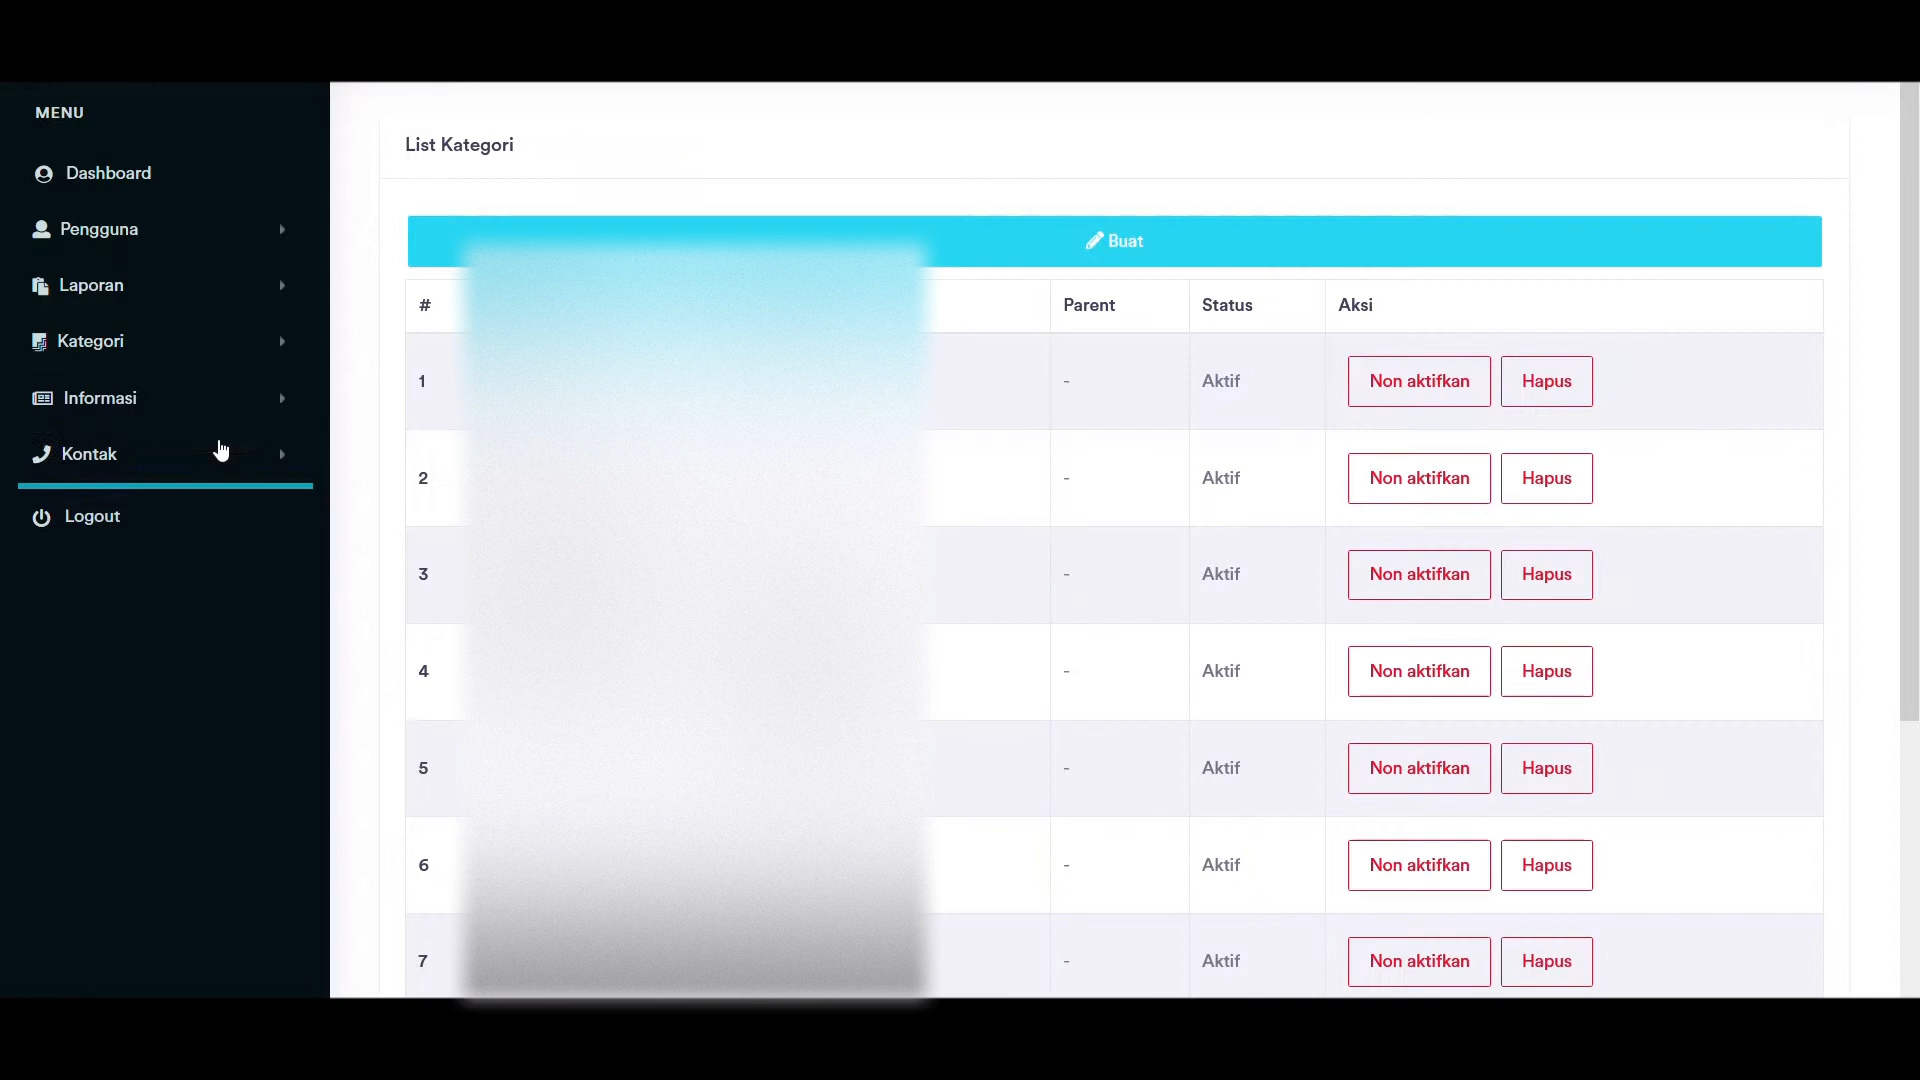 MENU
Dashboard
Pengguna
Laporan
Kategori
Informasi
Kontak
Logout
List Kategori
Buat
# Parent Status Aksi
1 - Aktif Non aktifkan Hapus
2 - Aktif Non aktifkan Hapus
3 - Aktif Non aktifkan Hapus
4 - Aktif Non aktifkan Hapus
5 - Aktif Non aktifkan Hapus
6 - Aktif Non aktifkan Hapus
7 - Aktif Non aktifkan Hapus